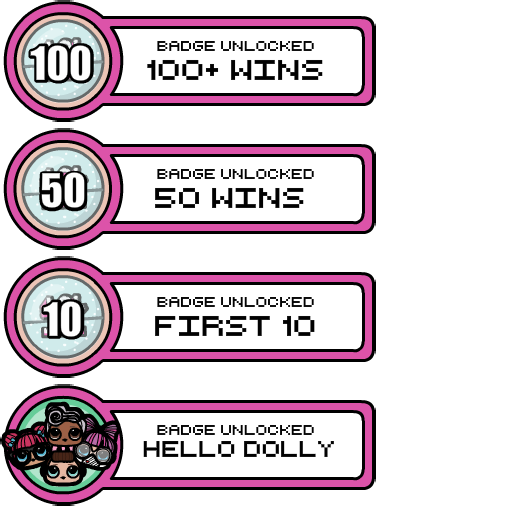 100
BADGE UNLOCKED
100+ WINS
50
BADGE UNLOCKED
50 WINS
10
BADGE UNLOCKED
FIRST 10
BADGE UNLOCKED
HELLO DOLLY